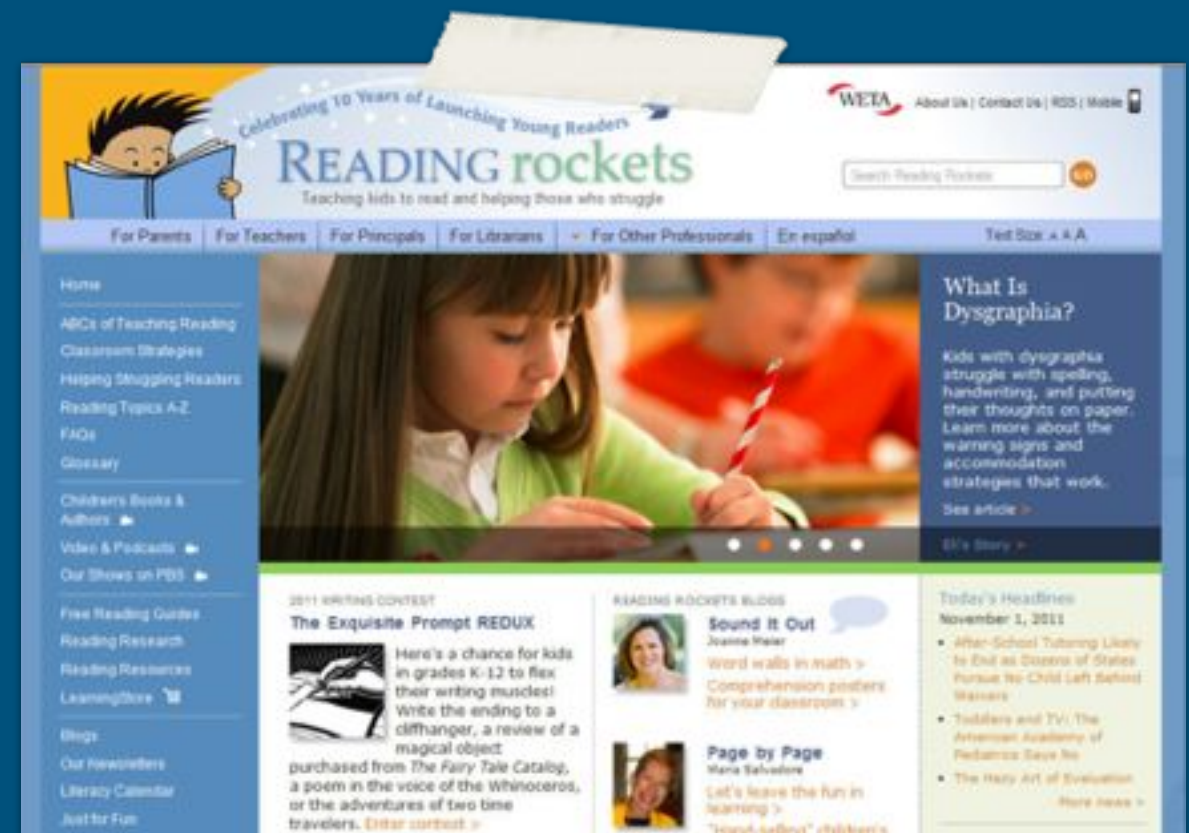 Celebrating 10 Years of Launching Young Readers
READING rockets
Teaching kids to read and helping those who struggle
WETA
About Us | Contact Us | RSS | Mobile
Search Reading Rockets
GO
For Parents
For Teachers
For Principals
For Librarians
For Other Professionals
En español
Text Size: A A A
Home
ABCs of Teaching Reading
Classroom Strategies
Helping Struggling Readers
Reading Topics A-Z
FAQs
Glossary
Children's Books &
Authors
Video & Podcasts
Our Shows on PBS
Free Reading Guides
Reading Research
Reading Resources
LearningStore
Blogs
Our Newsletters
Literacy Calendar
Just for Fun
What Is
Dysgraphia?
Kids with dysgraphia
struggle with spelling,
handwriting, and putting
their thoughts on paper.
Learn more about the
warning signs and
accommodation
strategies that work.
See article >
Eli's Story >
2011 WRITING CONTEST
The Exquisite Prompt REDUX
Here's a chance for kids
in grades K-12 to flex
their writing muscles!
Write the ending to a
cliffhanger, a review of a
magical object
purchased from The Fairy Tale Catalog,
a poem in the voice of the Whinoceros,
or the adventures of two time
travelers. Enter contest >
READING ROCKETS BLOGS
Sound It Out
Joanne Meier
Word walls in math >
Comprehension posters
for your classroom >
Page by Page
Maria Salvadore
Let's leave the fun in
learning >
"Hand-selling" children's
Today's Headlines
November 1, 2011
After-School Tutoring Likely
to End as Dozens of States
Pursue No Child Left Behind
Waivers
Toddlers and TV: The
American Academy of
Pediatrics Says No
The Hazy Art of Evaluation
More news >